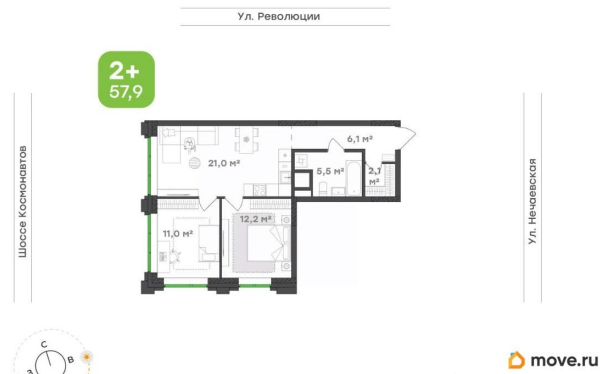 Ул. Революции
2+
57,9
Шоссе Космонавтов
Ул. Нечаевская
6,1 м²
21,0 м²
5,5 м²
2,1
м²
11,0 м²
12,2 м²
С
В
З
move.ru